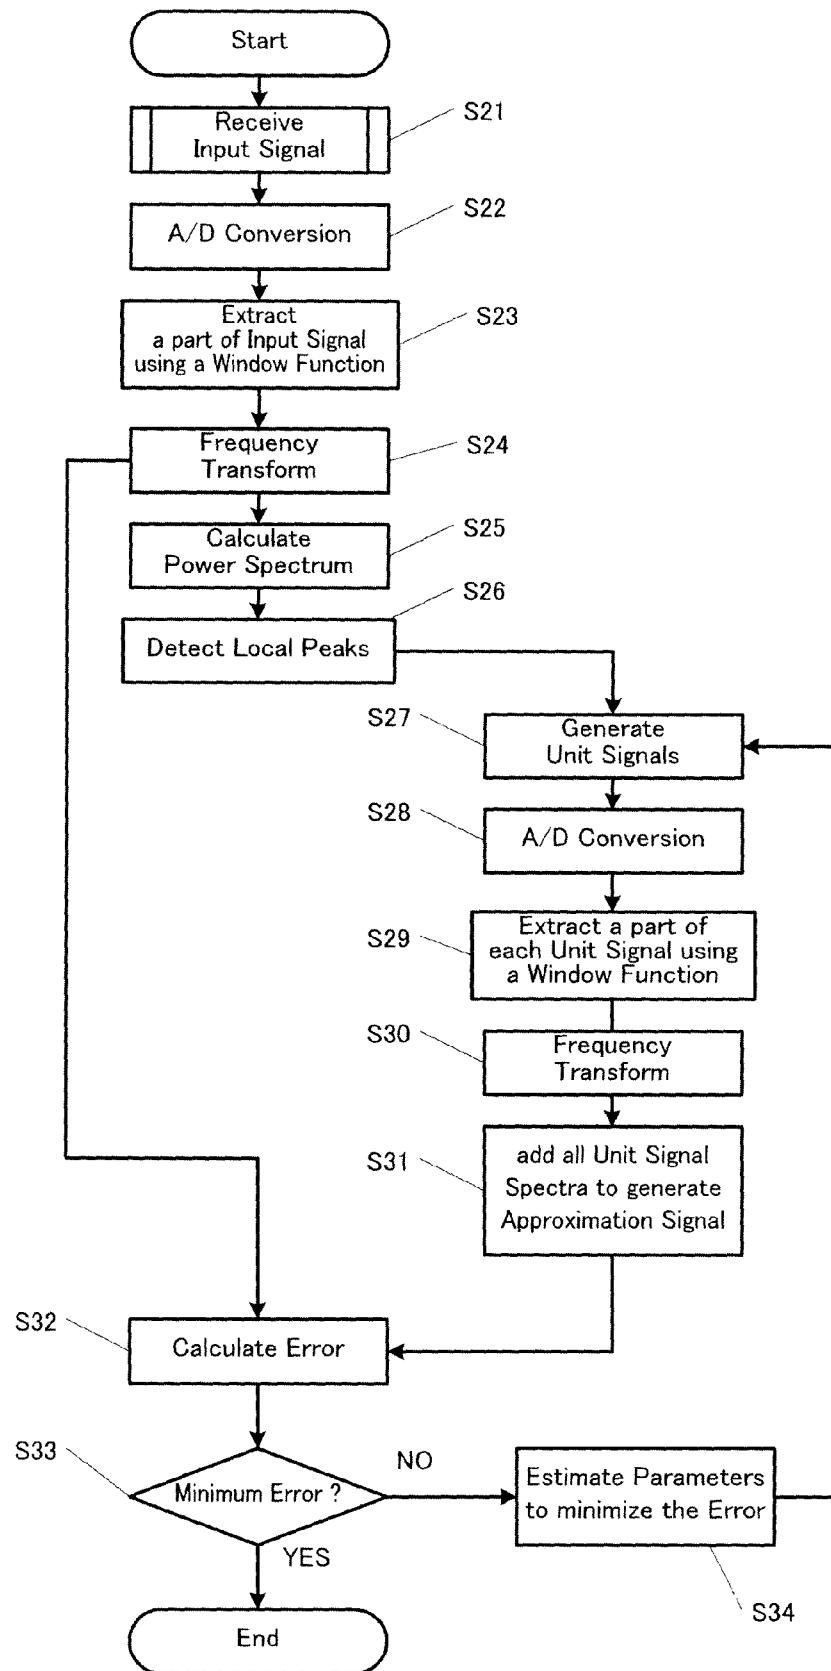 Start
S21
Receive
Input Signal
S22
A/D Conversion
S23
Extract
a part of Input Signal
using a Window Function
S24
Frequency
Transform
S25
Calculate
Power Spectrum
S26
Detect Local Peaks
S27
Generate
Unit Signals
S28
A/D Conversion
S29
Extract a part of
each Unit Signal using
a Window Function
S30
Frequency
Transform
S31
add all Unit Signal
Spectra to generate
Approximation Signal
S32
Calculate Error
S33
Minimum Error ?
NO
YES
Estimate Parameters
to minimize the Error
S34
End